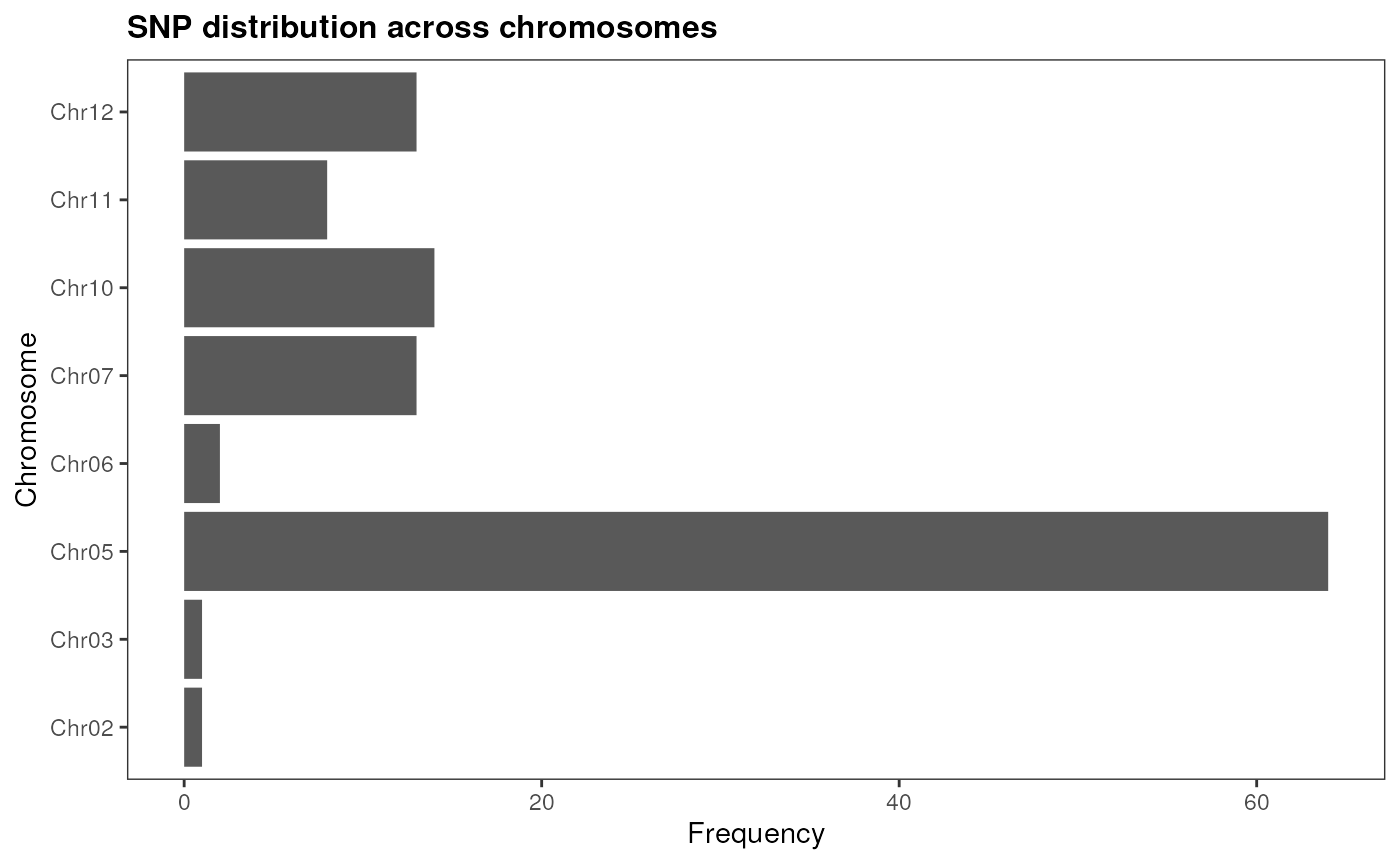 SNP distribution across chromosomes
Chromosome
Chr12
Chr11
Chr10
Chr07
Chr06
Chr05
Chr03
Chr02
0 20 40 60
Frequency